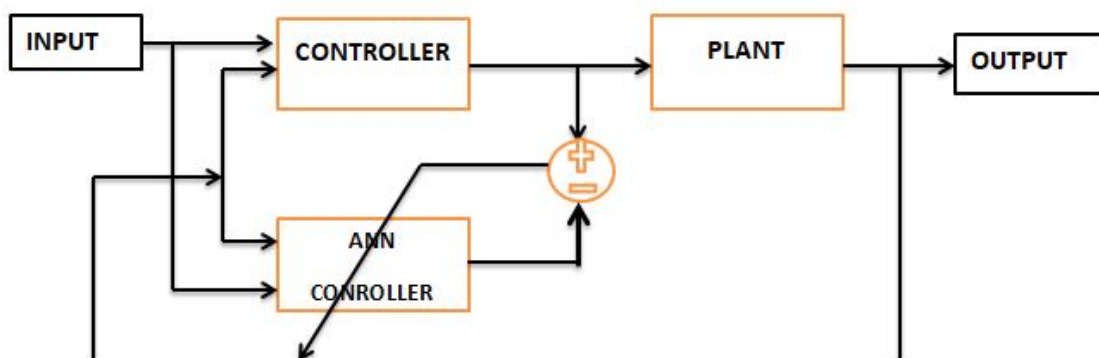 INPUT
CONTROLLER
PLANT
OUTPUT
+
−
ANN
CONROLLER